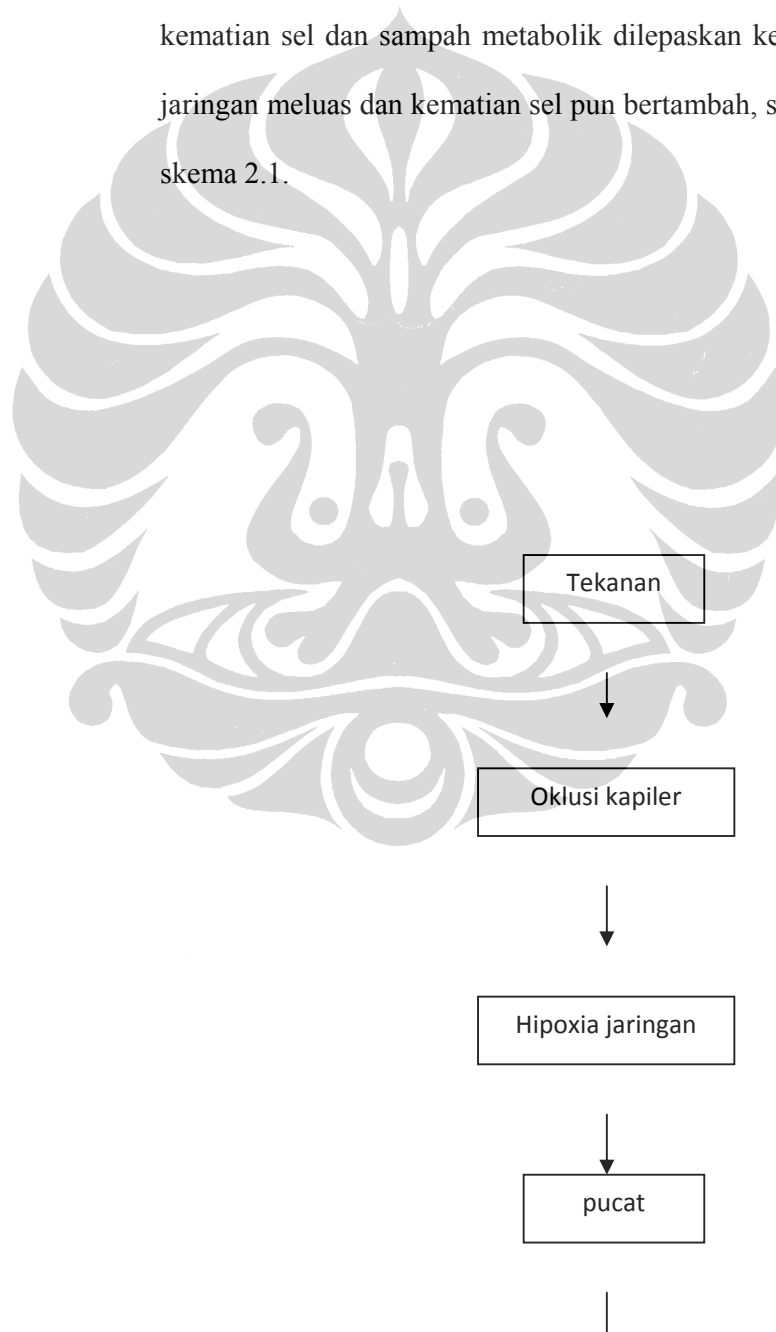 kematian sel dan sampah metabolik dilepaskan ke
jaringan meluas dan kematian sel pun bertambah, s
skema 2.1.
Tekanan
Oklusi kapiler
Hipoxia jaringan
pucat